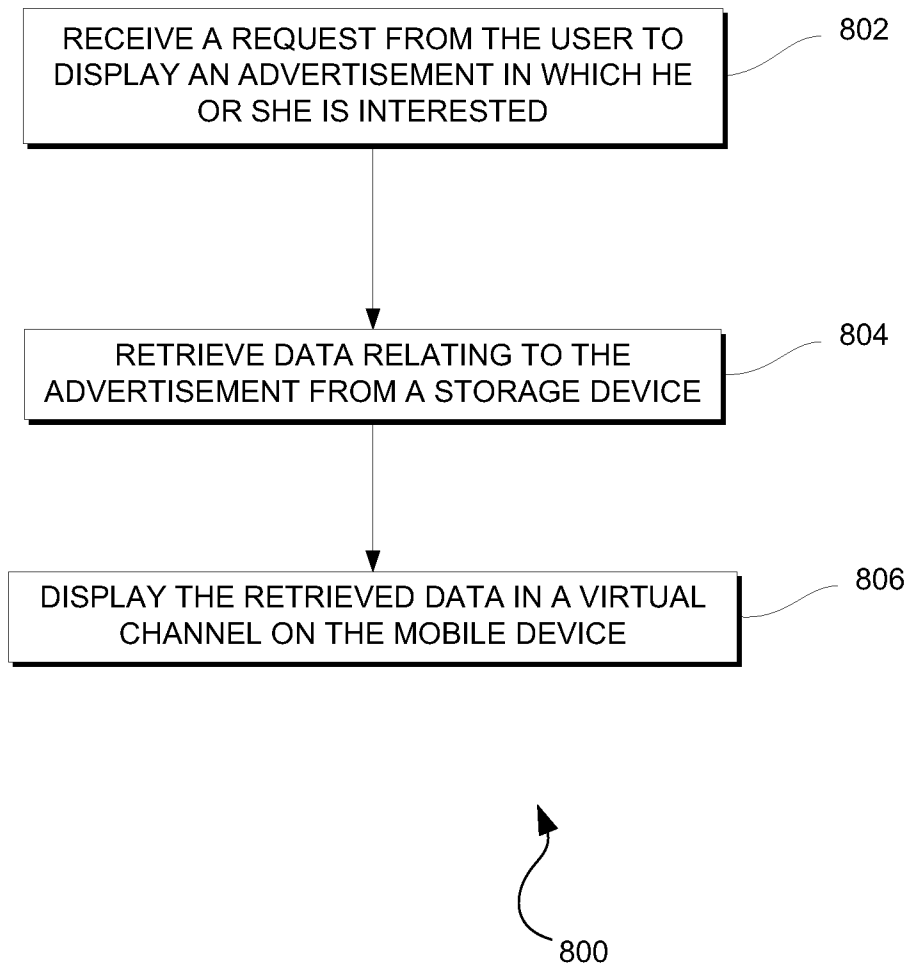 RECEIVE A REQUEST FROM THE USER TO
DISPLAY AN ADVERTISEMENT IN WHICH HE
OR SHE IS INTERESTED
802
RETRIEVE DATA RELATING TO THE
ADVERTISEMENT FROM A STORAGE DEVICE
804
DISPLAY THE RETRIEVED DATA IN A VIRTUAL
CHANNEL ON THE MOBILE DEVICE
806
800